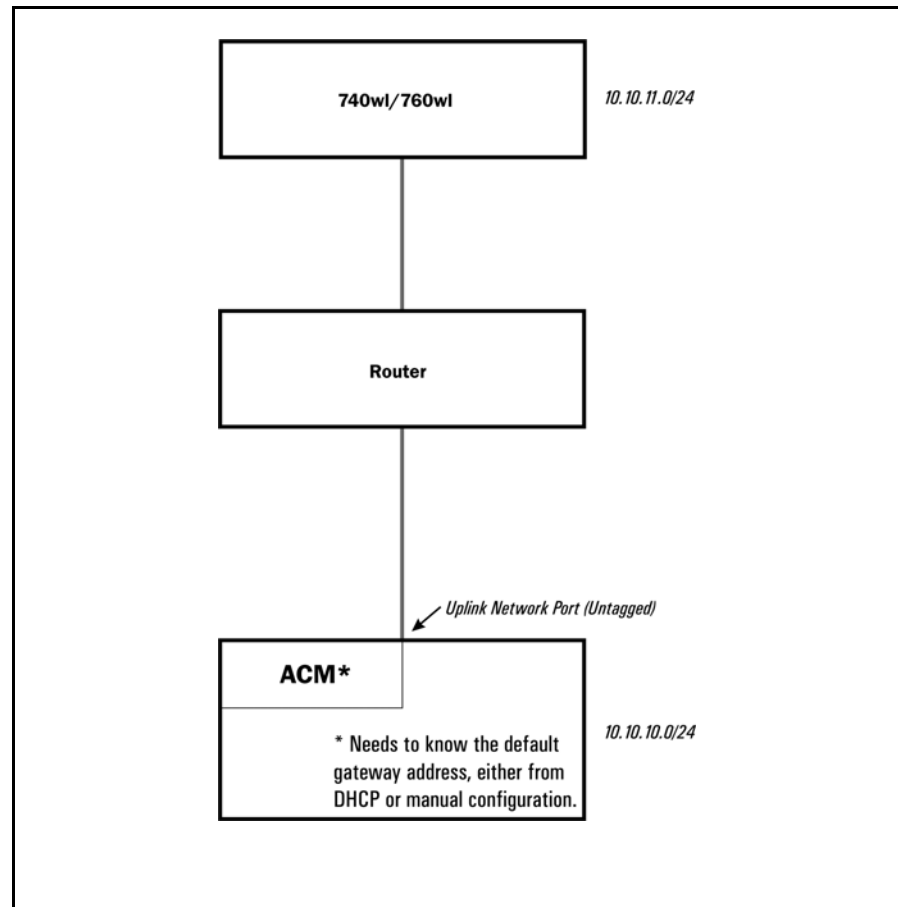 740wl/760wl
10.10.11.0/24
Router
Uplink Network Port (Untagged)
ACM*
* Needs to know the default
gateway address, either from
DHCP or manual configuration.
10.10.10.0/24